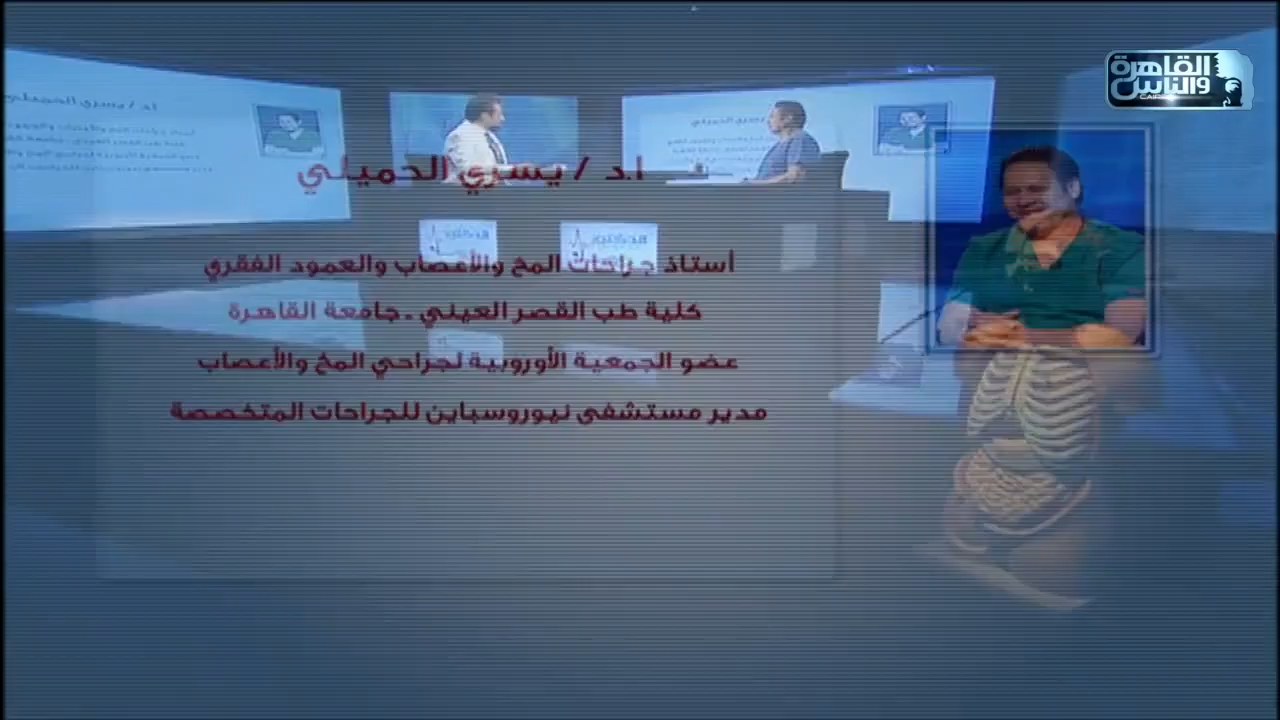 القاهرة
والناس
CAIRO
ا.د / يسري الحميلي
أستاذ جراحات المخ والأعصاب والعمود الفقري
كلية طب القصر العيني - جامعة القاهرة
عضو الجمعية الأوروبية لجراحي المخ والأعصاب
مدير مستشفى نيوروسباين للجراحات المتخصصة